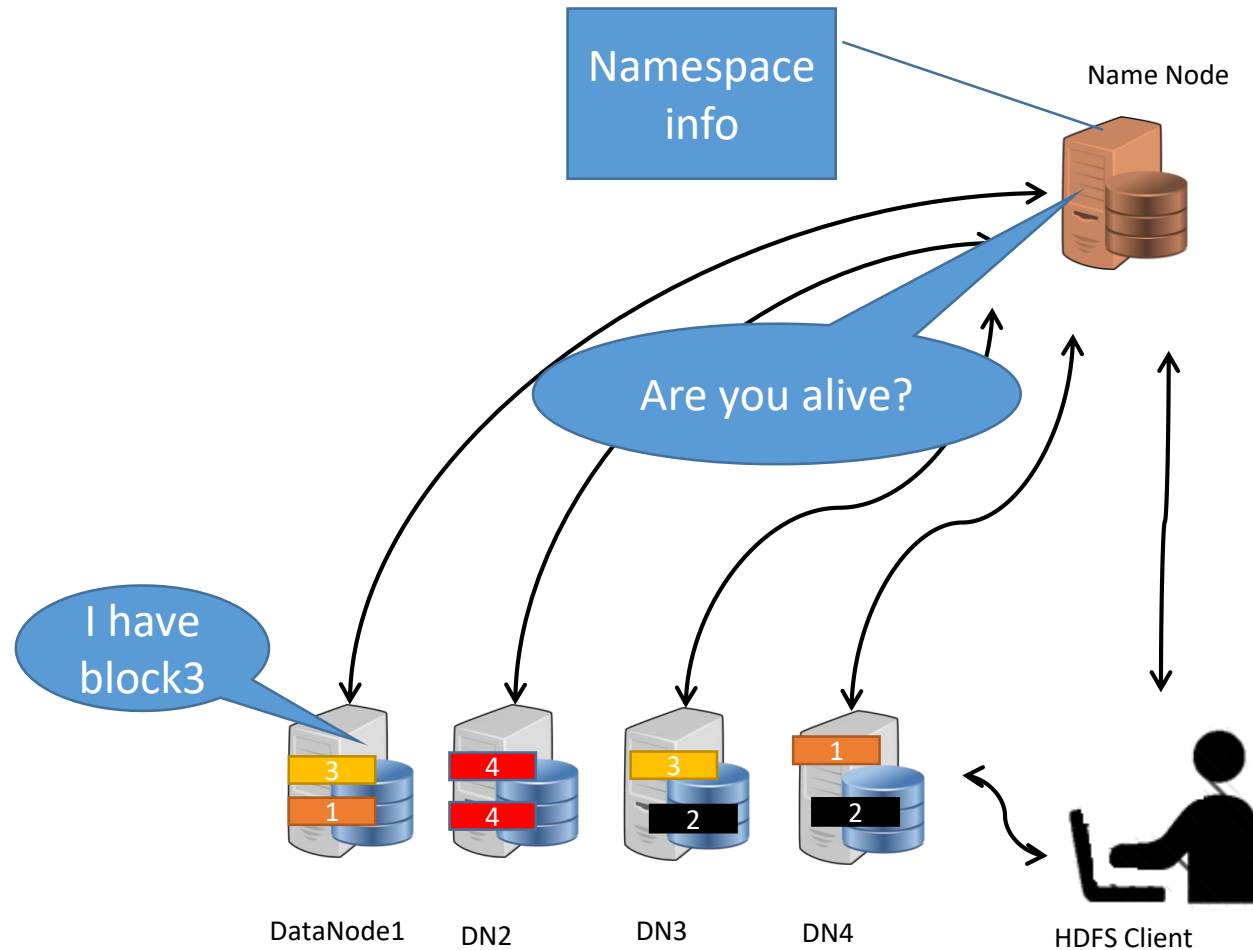 Namespace
info
Name Node
Are you alive?
I have
block3
3
1
4
4
3
2
1
2
DataNode1
DN2
DN3
DN4
HDFS Client